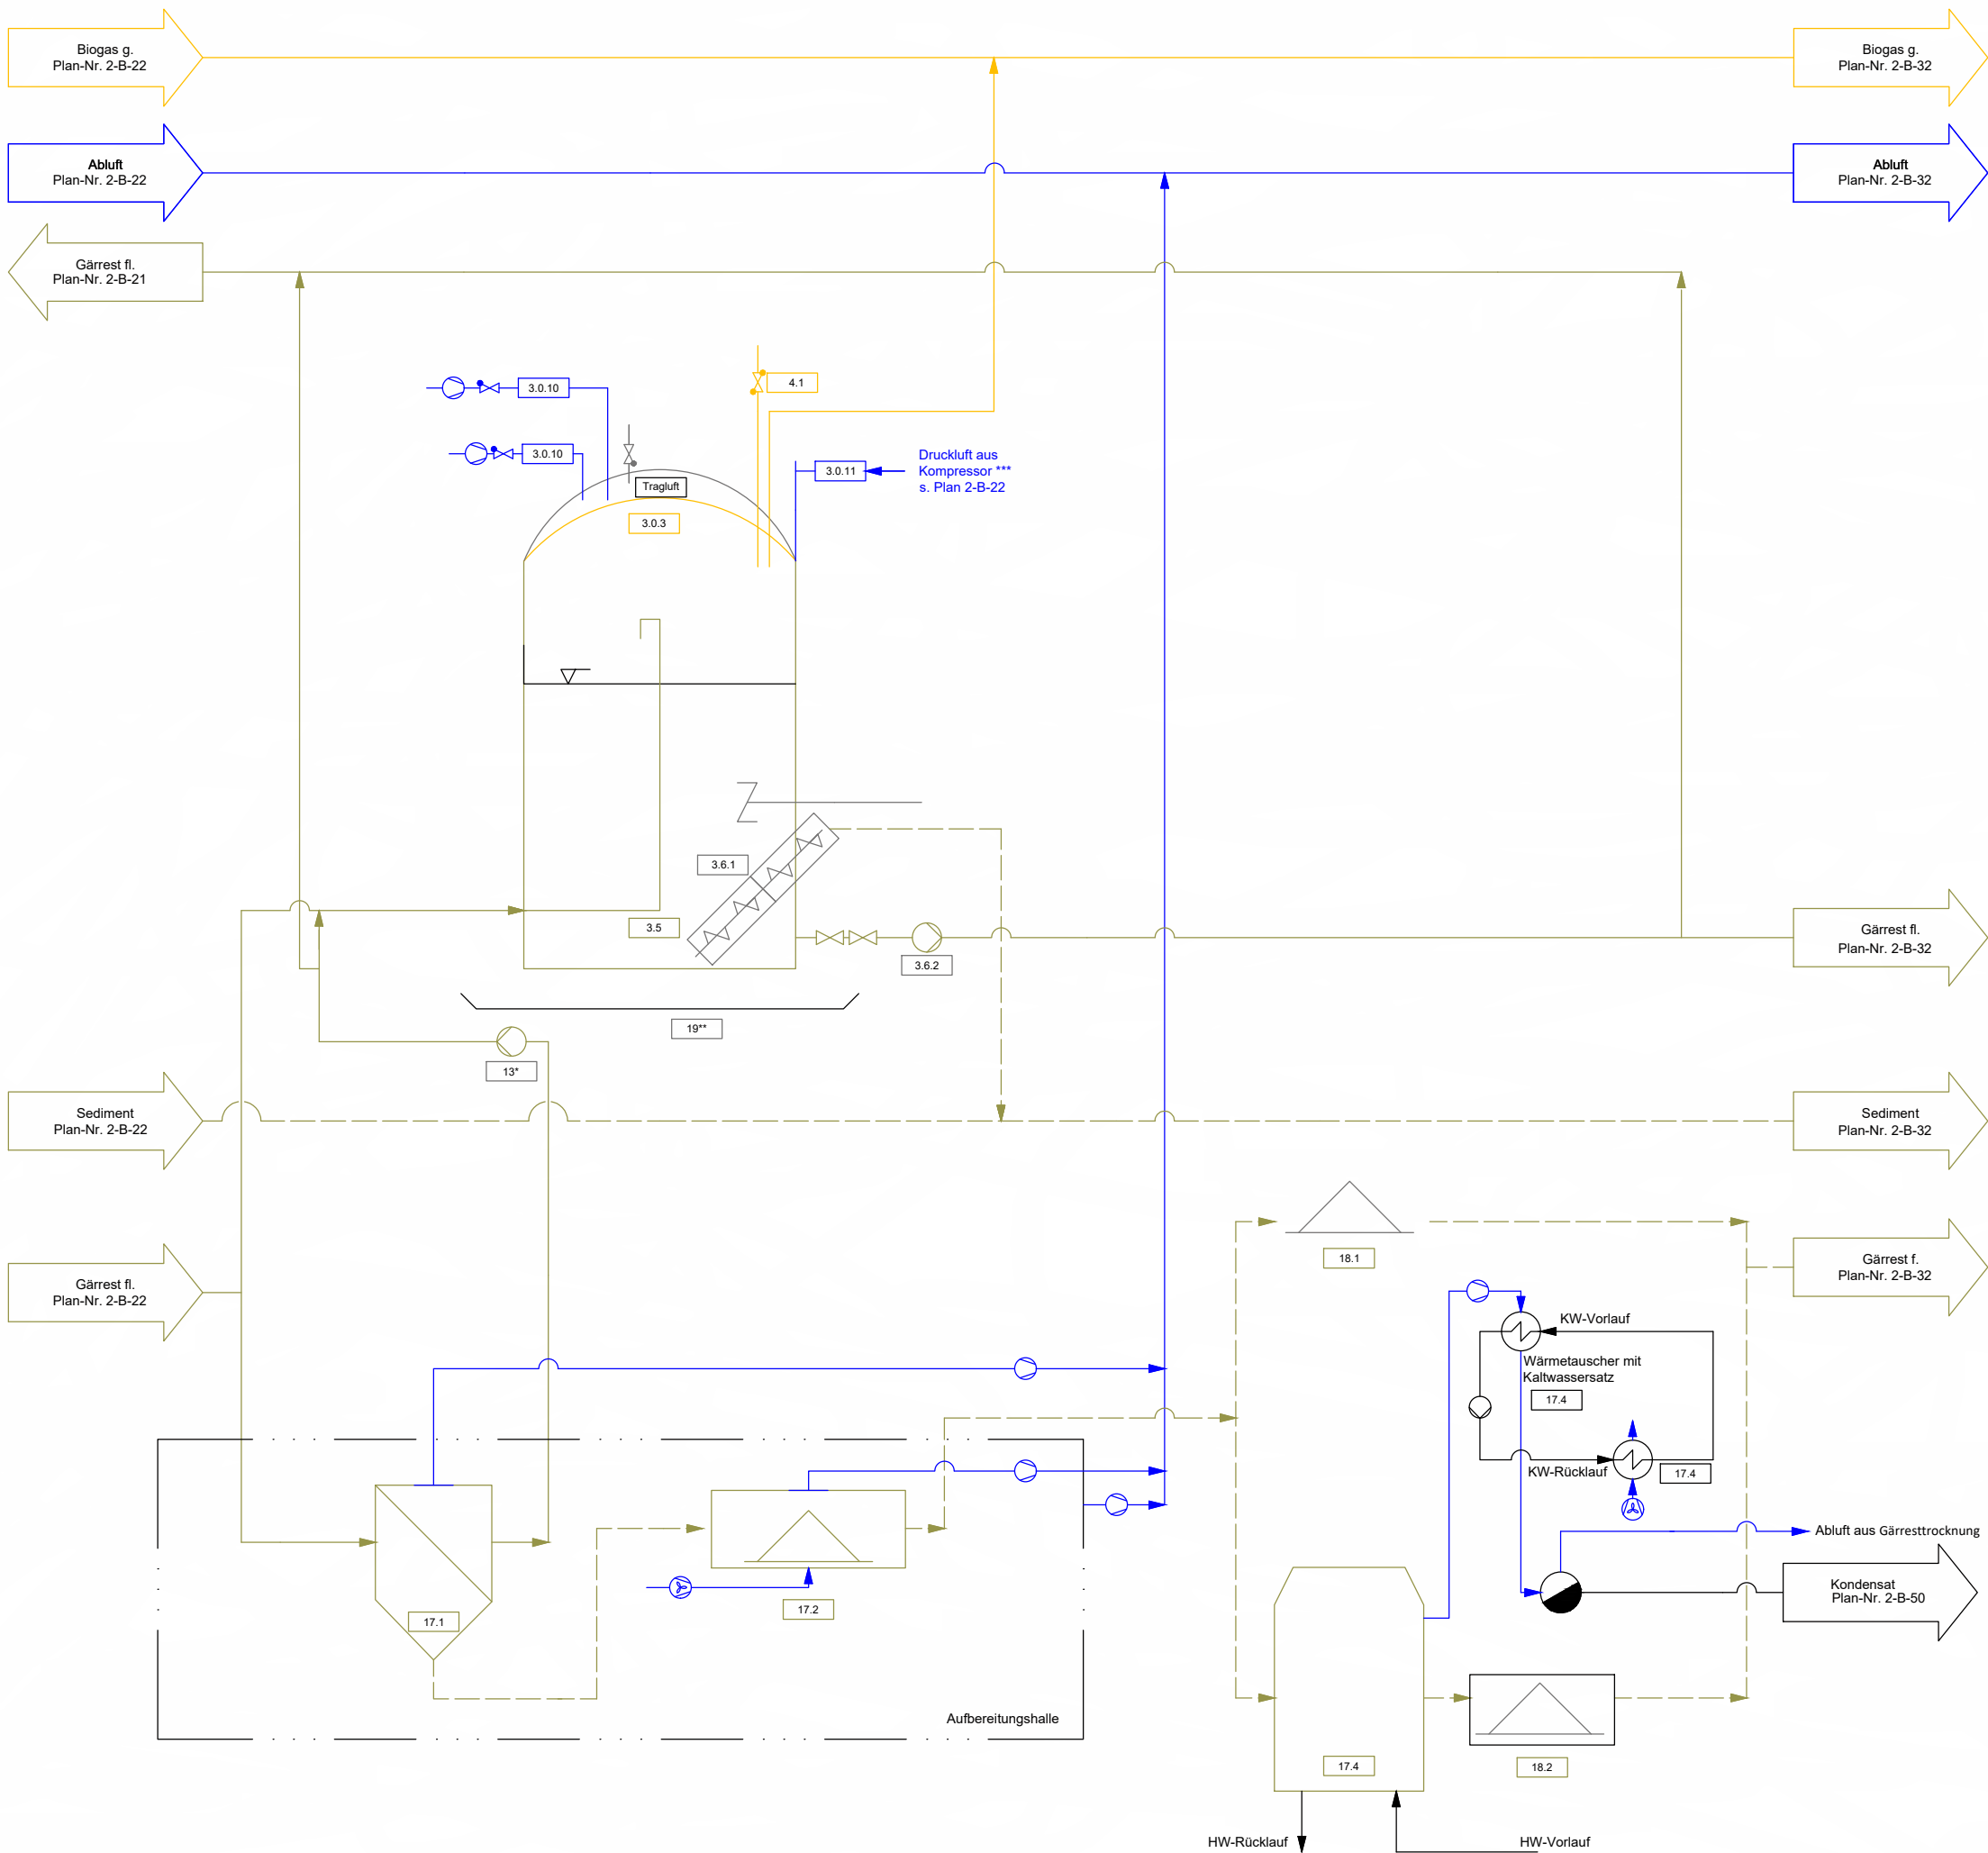 Biogas g.
Plan-Nr. 2-B-22
Biogas g.
Plan-Nr. 2-B-32
Abluft
Plan-Nr. 2-B-22
Abluft
Plan-Nr. 2-B-32
Gärrest fl.
Plan-Nr. 2-B-21
4.1
3.0.10
3.0.10
Druckluft aus
Kompressor ***
s. Plan 2-B-22
3.0.11
Tragluft
3.0.3
3.6.1
3.5
3.6.2
Gärrest fl.
Plan-Nr. 2-B-32
19**
13*
Sediment
Plan-Nr. 2-B-22
Sediment
Plan-Nr. 2-B-32
18.1
Gärrest f.
Plan-Nr. 2-B-32
Gärrest fl.
Plan-Nr. 2-B-22
KW-Vorlauf
Wärmetauscher mit
Kaltwassersatz
17.4
KW-Rücklauf
17.4
Abluft aus Gärresttrocknung
Kondensat
Plan-Nr. 2-B-50
17.1
17.2
Aufbereitungshalle
17.4
18.2
HW-Rücklauf
HW-Vorlauf